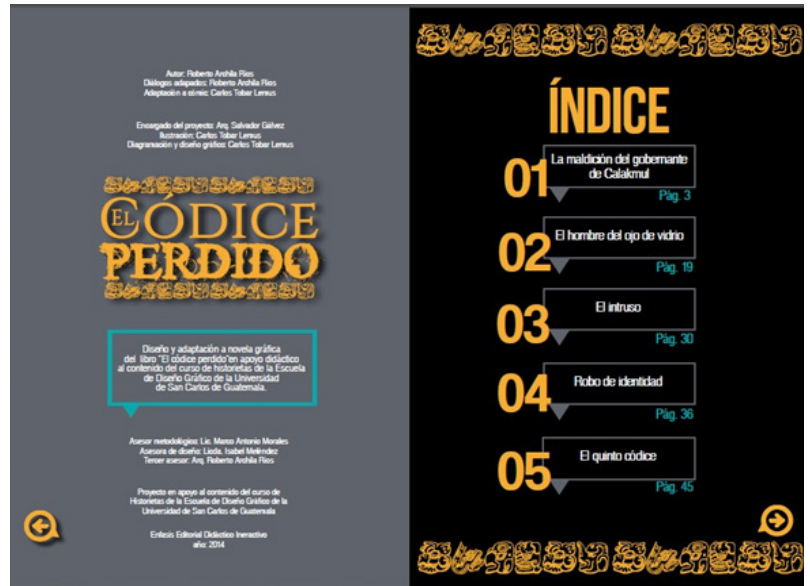 Autor: Roberto Archila Ríos
Diálogos adapados: Roberto Archila Ríos
Adaptación a cómic: Carlos Tobar Lemus
Encargado del proyecto: Arq. Salvador Gálvez
Ilustración: Carlos Tobar Lemus
Diagramación y diseño gráfico: Carlos Tobar Lemus
EL CÓDICE
PERDIDO
Diseño y adaptación a novela gráfica
del libro "El códice perdido"en apoyo didáctico
al contenido del curso de historietas de la Escuela
de Diseño Gráfico de la Universidad
de San Carlos de Guatemala.
Asesor metodológico: Lic. Marco Antonio Morales
Asesora de diseño: Licda. Isabel Meléndez
Tercer asesor: Arq. Roberto Archila Ríos
Proyecto en apoyo al contenido del curso de
Historietas de la Escuela de Diseño Gráfico de la
Universidad de San Carlos de Guatemala
Enfasis Editorial Didáctico Ineractivo
año: 2014
ÍNDICE
01
La maldición del gobernante
de Calakmul
Pág. 3
02
El hombre del ojo de vidrio
Pág. 19
03
El intruso
Pág. 30
04
Robo de identidad
Pág. 36
05
El quinto códice
Pág. 45